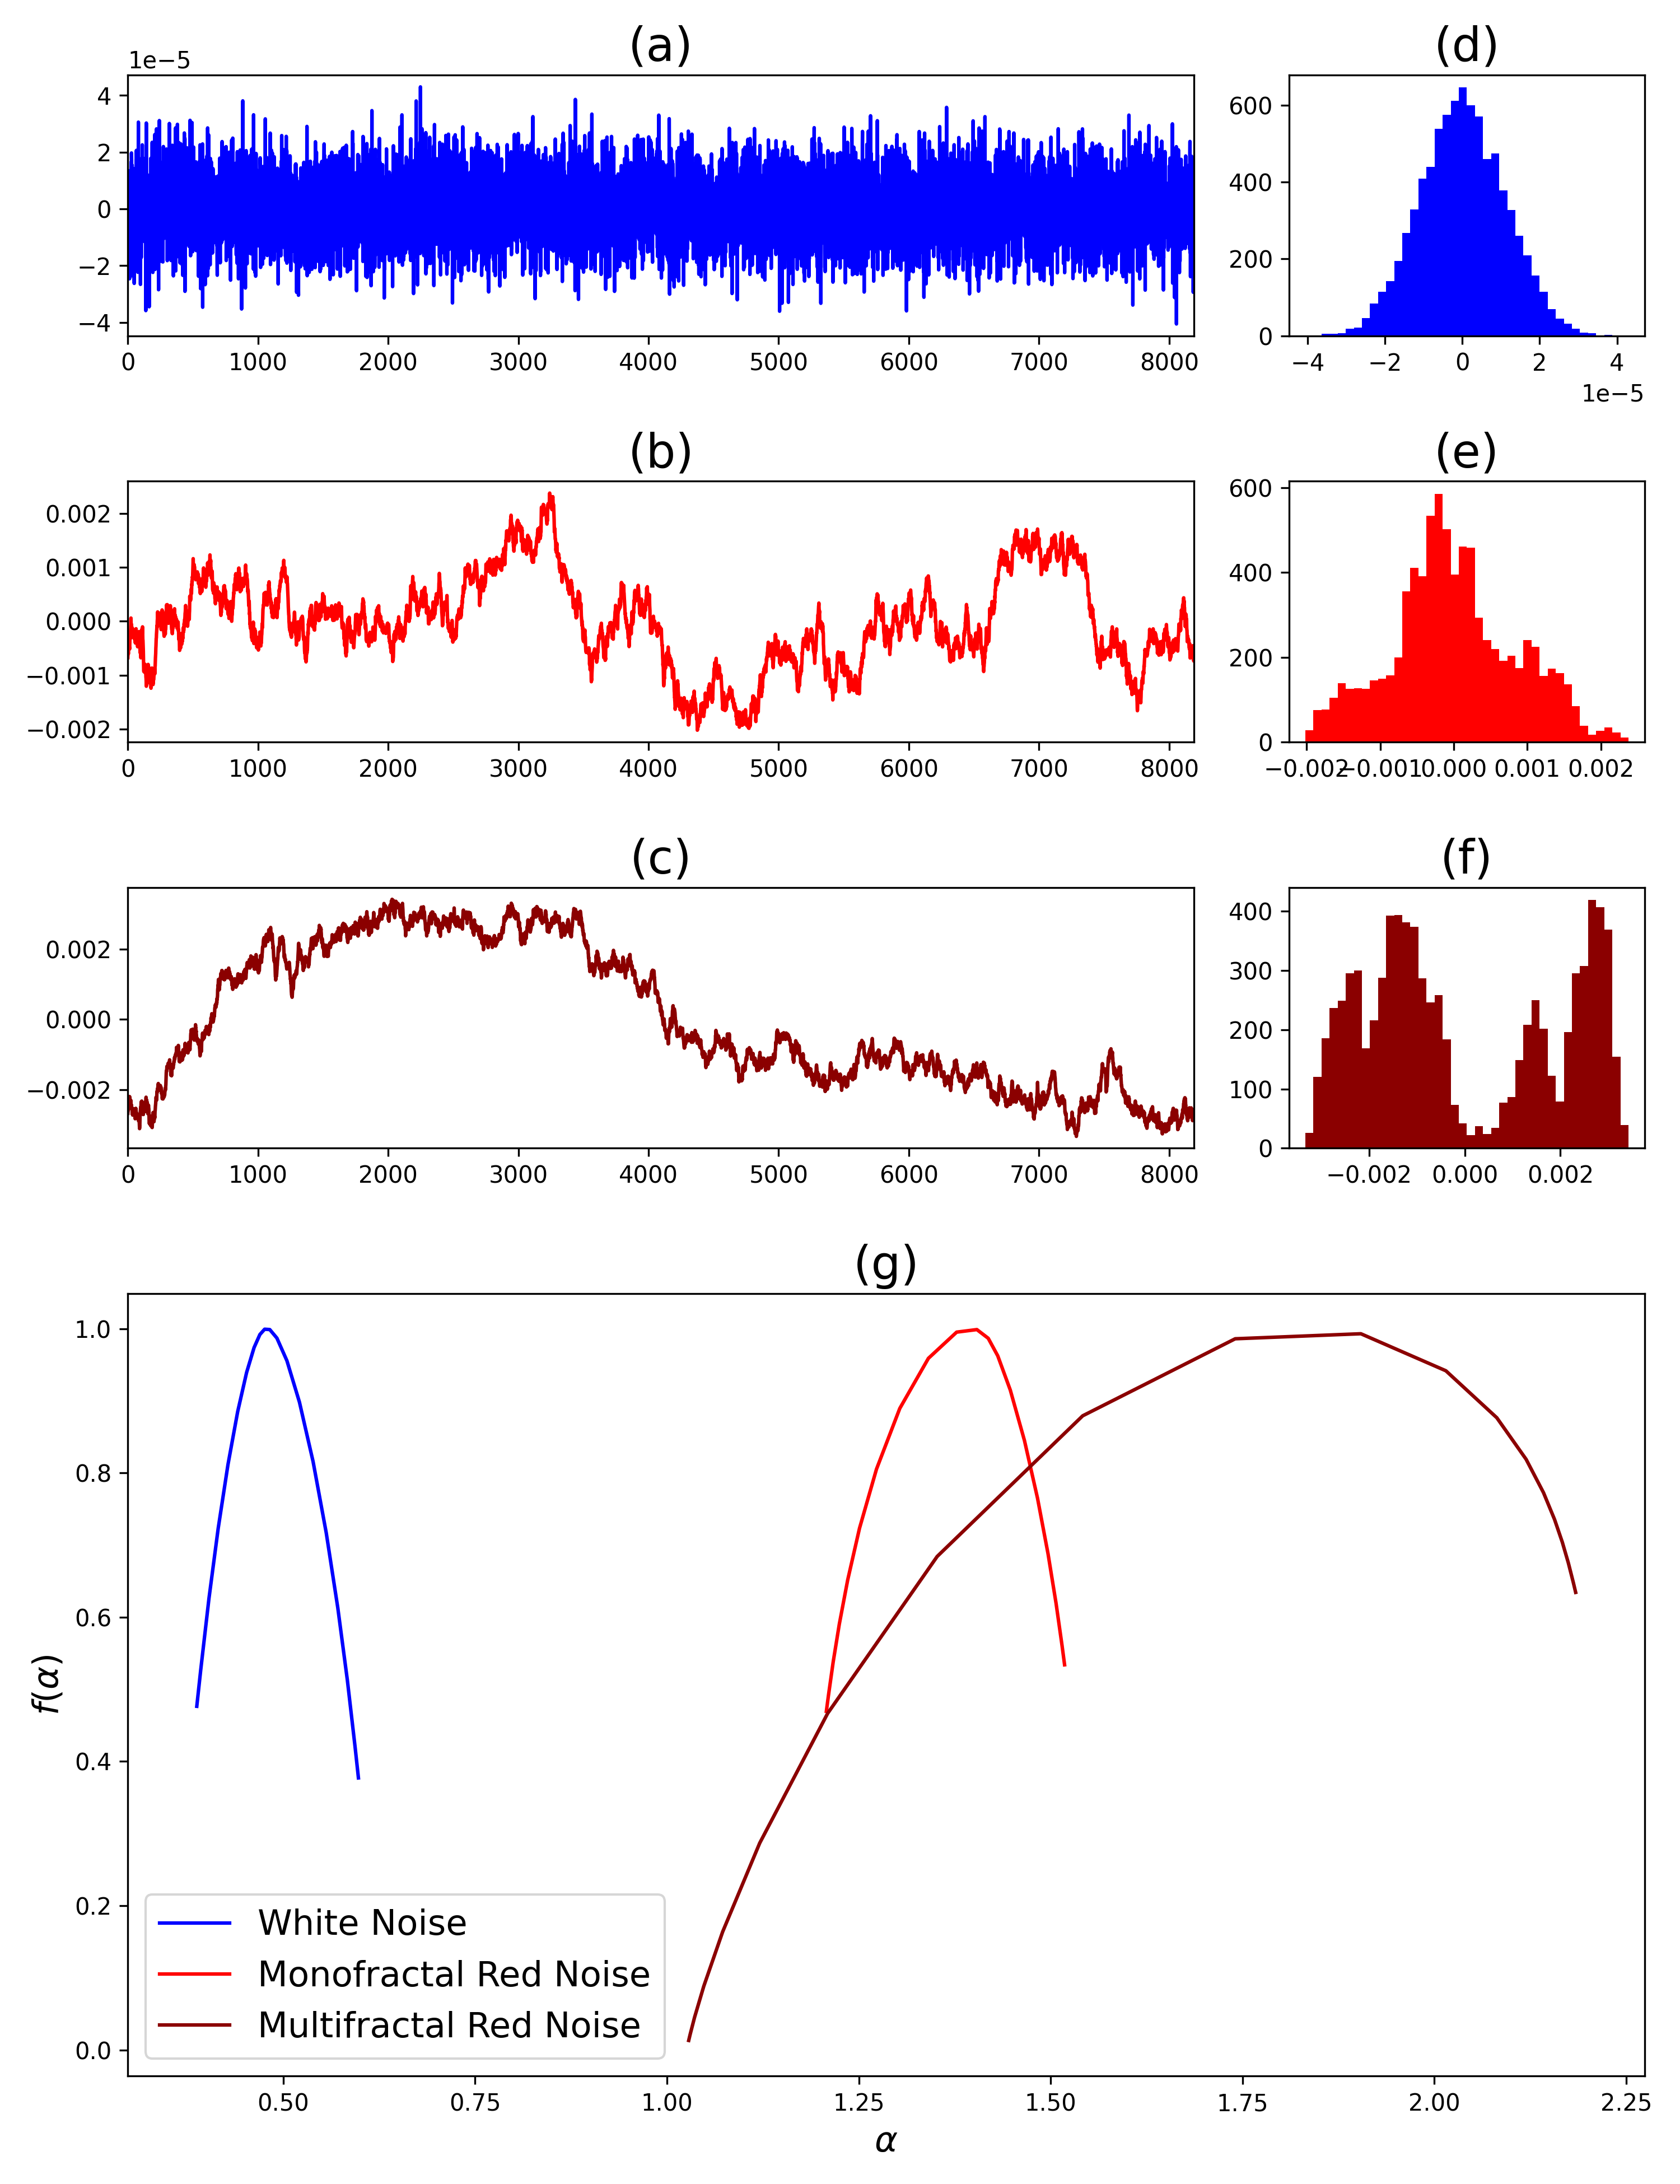 (a)
1e−5
4
2
0
−2
−4
0 1000 2000 3000 4000 5000 6000 7000 8000
(d)
600
400
200
0
−4 −2 0 2 4
1e−5
(b)
0.002
0.001
0.000
−0.001
−0.002
0 1000 2000 3000 4000 5000 6000 7000 8000
(e)
600
400
200
0
−0.002 −0.001 0.000 0.001 0.002
(c)
0.002
0.000
−0.002
0 1000 2000 3000 4000 5000 6000 7000 8000
(f)
400
300
200
100
0
−0.002 0.000 0.002
(g)
1.0
0.8
0.6
0.4
0.2
0.0
f(α)
White Noise
Monofractal Red Noise
Multifractal Red Noise
0.50 0.75 1.00 1.25 1.50 1.75 2.00 2.25
α